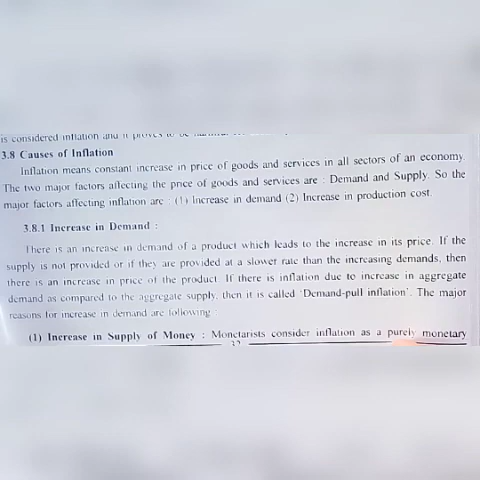 is considered inflation and it proves to be
3.8 Causes of Inflation
Inflation means constant increase in price of goods and services in all sectors of an economy.
The two major factors affecting the price of goods and services are : Demand and Supply. So the
major factors affecting inflation are : (1) Increase in demand (2) Increase in production cost.
3.8.1 Increase in Demand :
There is an increase in demand of a product which leads to the increase in its price. If the
supply is not provided or if they are provided at a slower rate than the increasing demands, then
there is an increase in price of the product. If there is inflation due to increase in aggregate
demand as compared to the aggregate supply, then it is called 'Demand-pull inflation'. The major
reasons for increase in demand are following
(1) Increase in Supply of Money : Monetarists consider inflation as a purely monetary